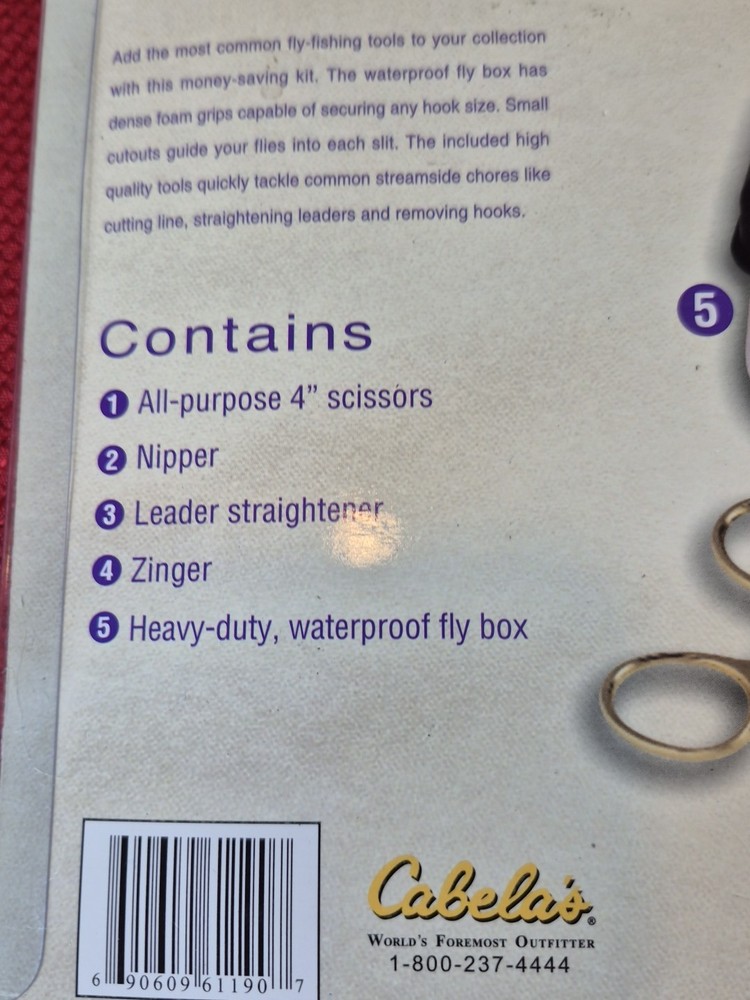 Add the most common fly-fishing tools to your collection
with this money-saving kit. The waterproof fly box has
dense foam grips capable of securing any hook size. Small
cutouts guide your flies into each slit. The included high
quality tools quickly tackle common streamside chores like
cutting line, straightening leaders and removing hooks.
Contains
1 All-purpose 4” scissors
2 Nipper
3 Leader straightener
4 Zinger
5 Heavy-duty, waterproof fly box
5
6 90609 61190 7
Cabela's®
World's Foremost Outfitter
1-800-237-4444